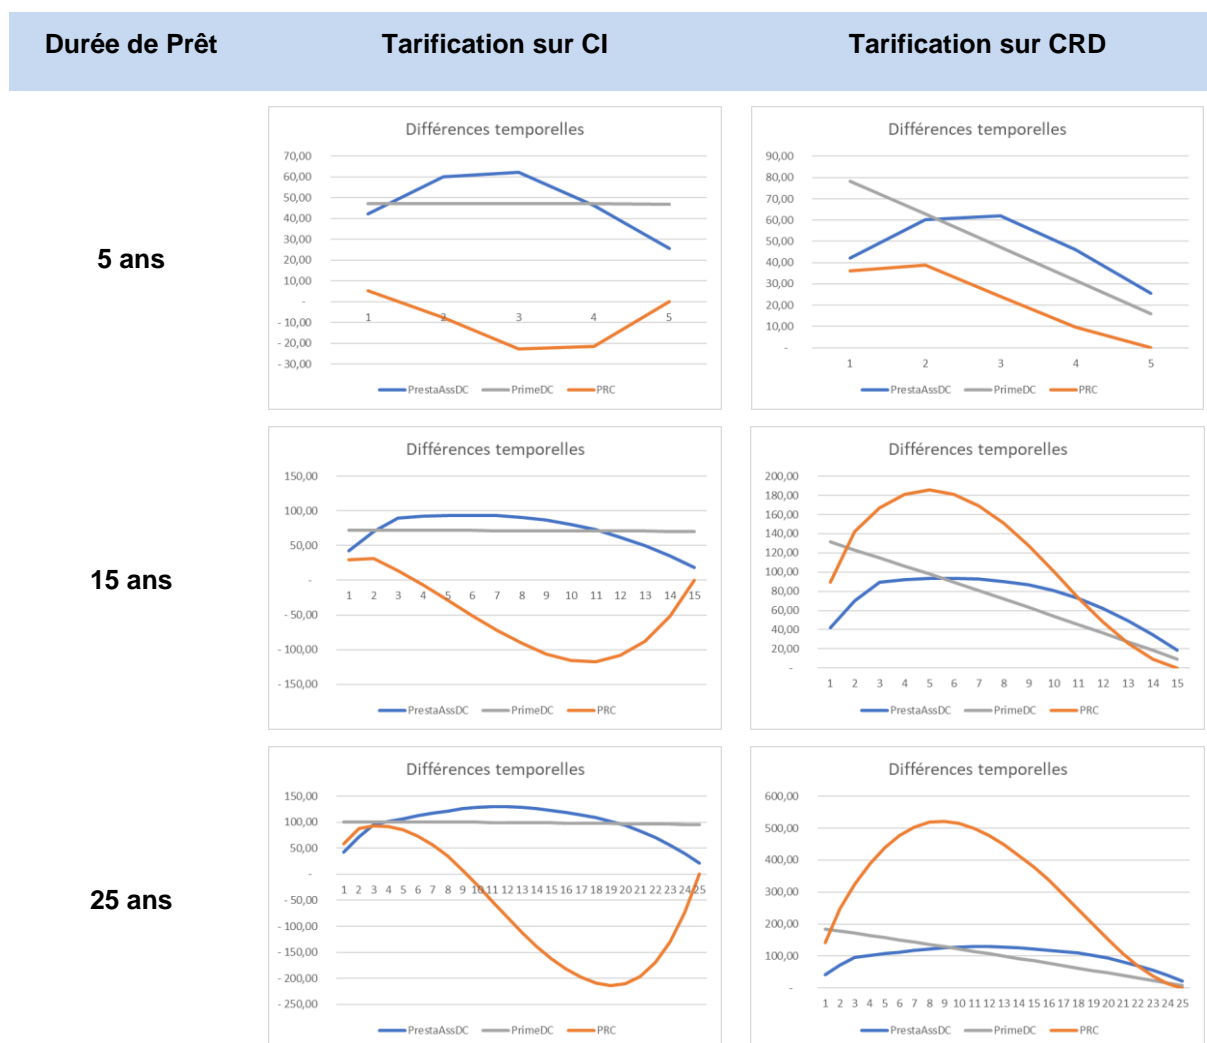 Durée de Prêt Tarification sur CI Tarification sur CRD
5 ans
Différences temporelles
70,00
60,00
50,00
40,00
30,00
20,00
10,00
-
- 10,00
- 20,00
- 30,00
1 2 3 4 5
PrestaAssDC PrimeDC PRC
Différences temporelles
90,00
80,00
70,00
60,00
50,00
40,00
30,00
20,00
10,00
-
1 2 3 4 5
PrestaAssDC PrimeDC PRC
15 ans
Différences temporelles
150,00
100,00
50,00
-
- 50,00
- 100,00
- 150,00
1 2 3 4 5 6 7 8 9 10 11 12 13 14 15
PrestaAssDC PrimeDC PRC
Différences temporelles
200,00
180,00
160,00
140,00
120,00
100,00
80,00
60,00
40,00
20,00
-
1 2 3 4 5 6 7 8 9 10 11 12 13 14 15
PrestaAssDC PrimeDC PRC
25 ans
Différences temporelles
150,00
100,00
50,00
-
- 50,00
- 100,00
- 150,00
- 200,00
- 250,00
1 2 3 4 5 6 7 8 9 10 11 12 13 14 15 16 17 18 19 20 21 22 23 24 25
PrestaAssDC PrimeDC PRC
Différences temporelles
600,00
500,00
400,00
300,00
200,00
100,00
-
1 2 3 4 5 6 7 8 9 10 11 12 13 14 15 16 17 18 19 20 21 22 23 24 25
PrestaAssDC PrimeDC PRC